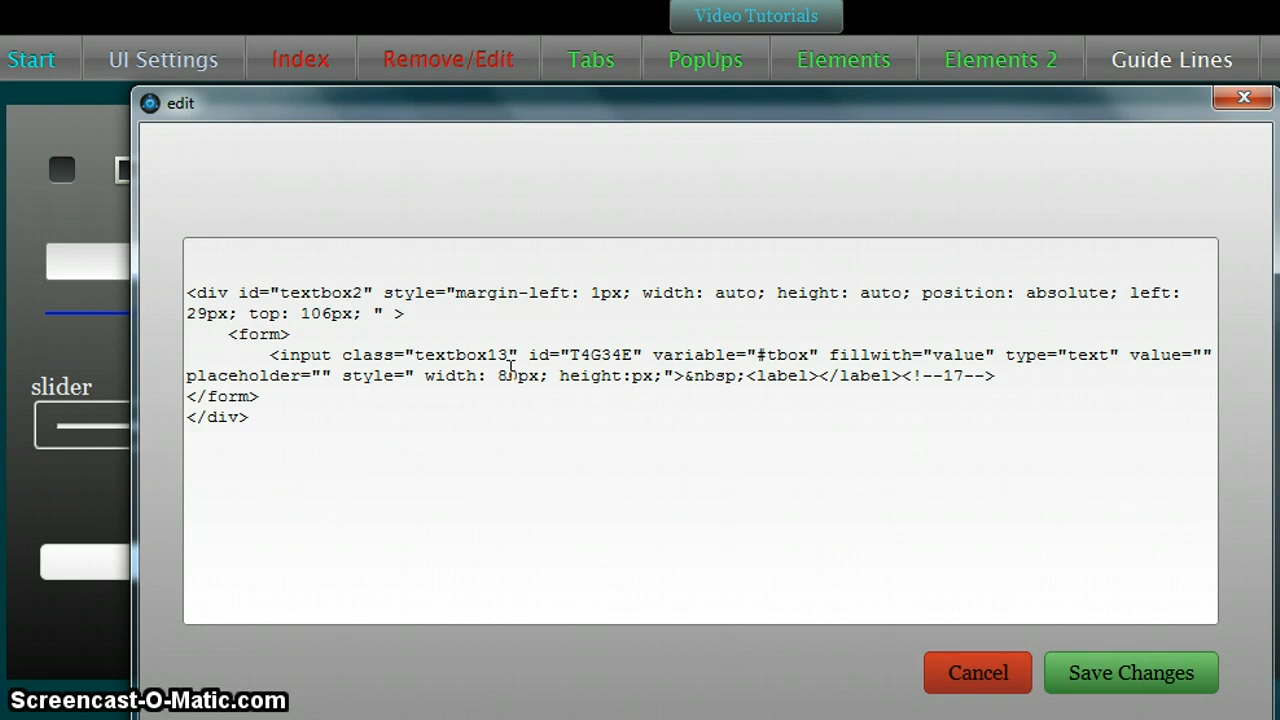 Video Tutorials
Start UI Settings Index Remove/Edit Tabs PopUps Elements Elements 2 Guide Lines
edit
<div id="textbox2" style="margin-left: 1px; width: auto; height: auto; position: absolute; left:
29px; top: 106px; " >
<form>
<input class="textbox13" id="T4G34E" variable="#tbox" fillwith="value" type="text" value=""
placeholder="" style=" width: 80px; height:px;">&nbsp;<label></label><!--17-->
</form>
</div>
slider
Cancel Save Changes
Screencast-O-Matic.com